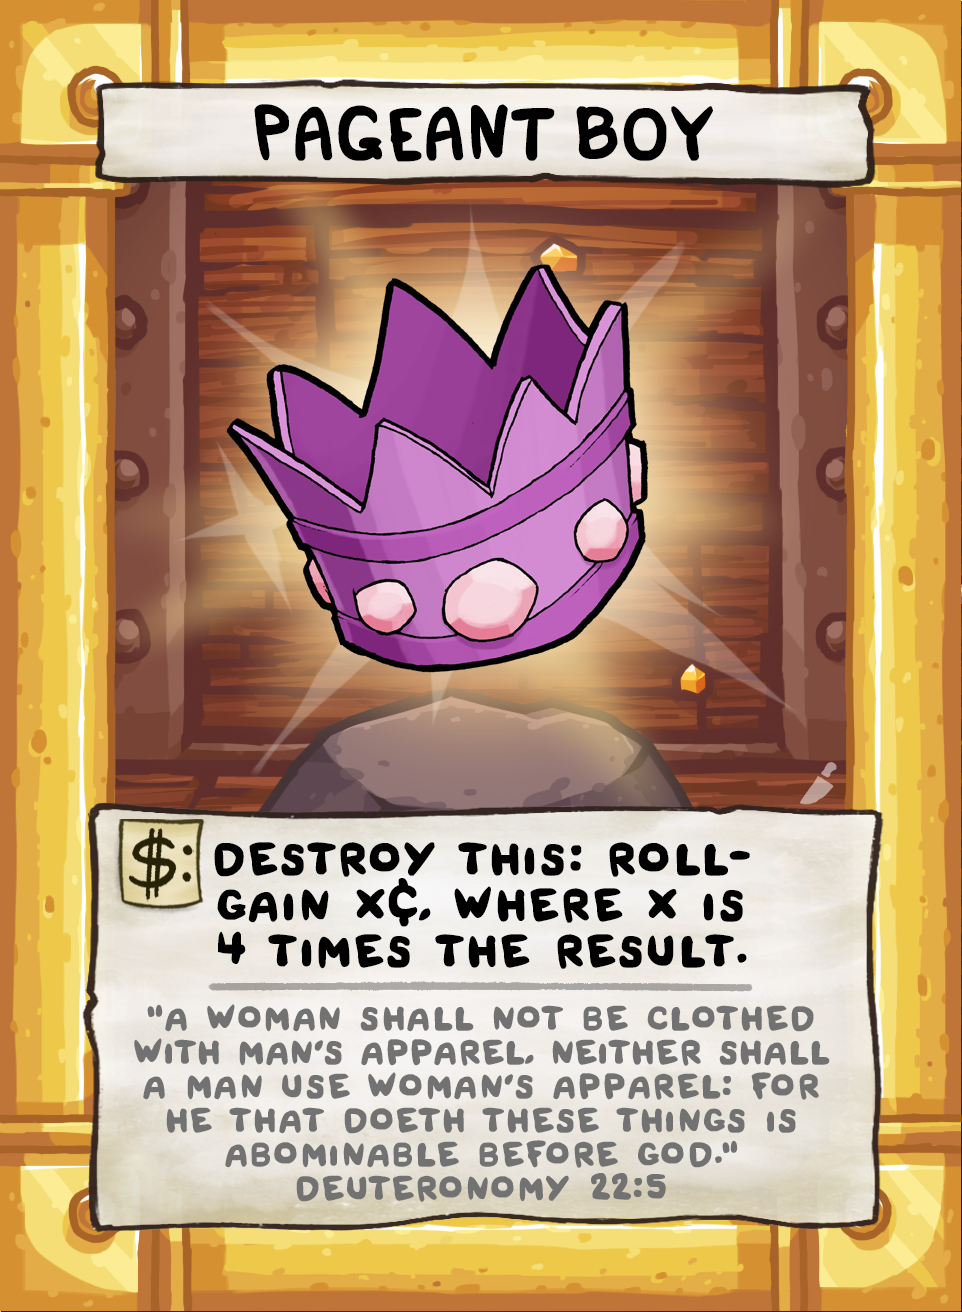 PAGEANT BOY
$: DESTROY THIS: ROLL-
GAIN X¢, WHERE X IS
4 TIMES THE RESULT.
"A WOMAN SHALL NOT BE CLOTHED
WITH MAN'S APPAREL, NEITHER SHALL
A MAN USE WOMAN'S APPAREL: FOR
HE THAT DOETH THESE THINGS IS
ABOMINABLE BEFORE GOD."
DEUTERONOMY 22:5